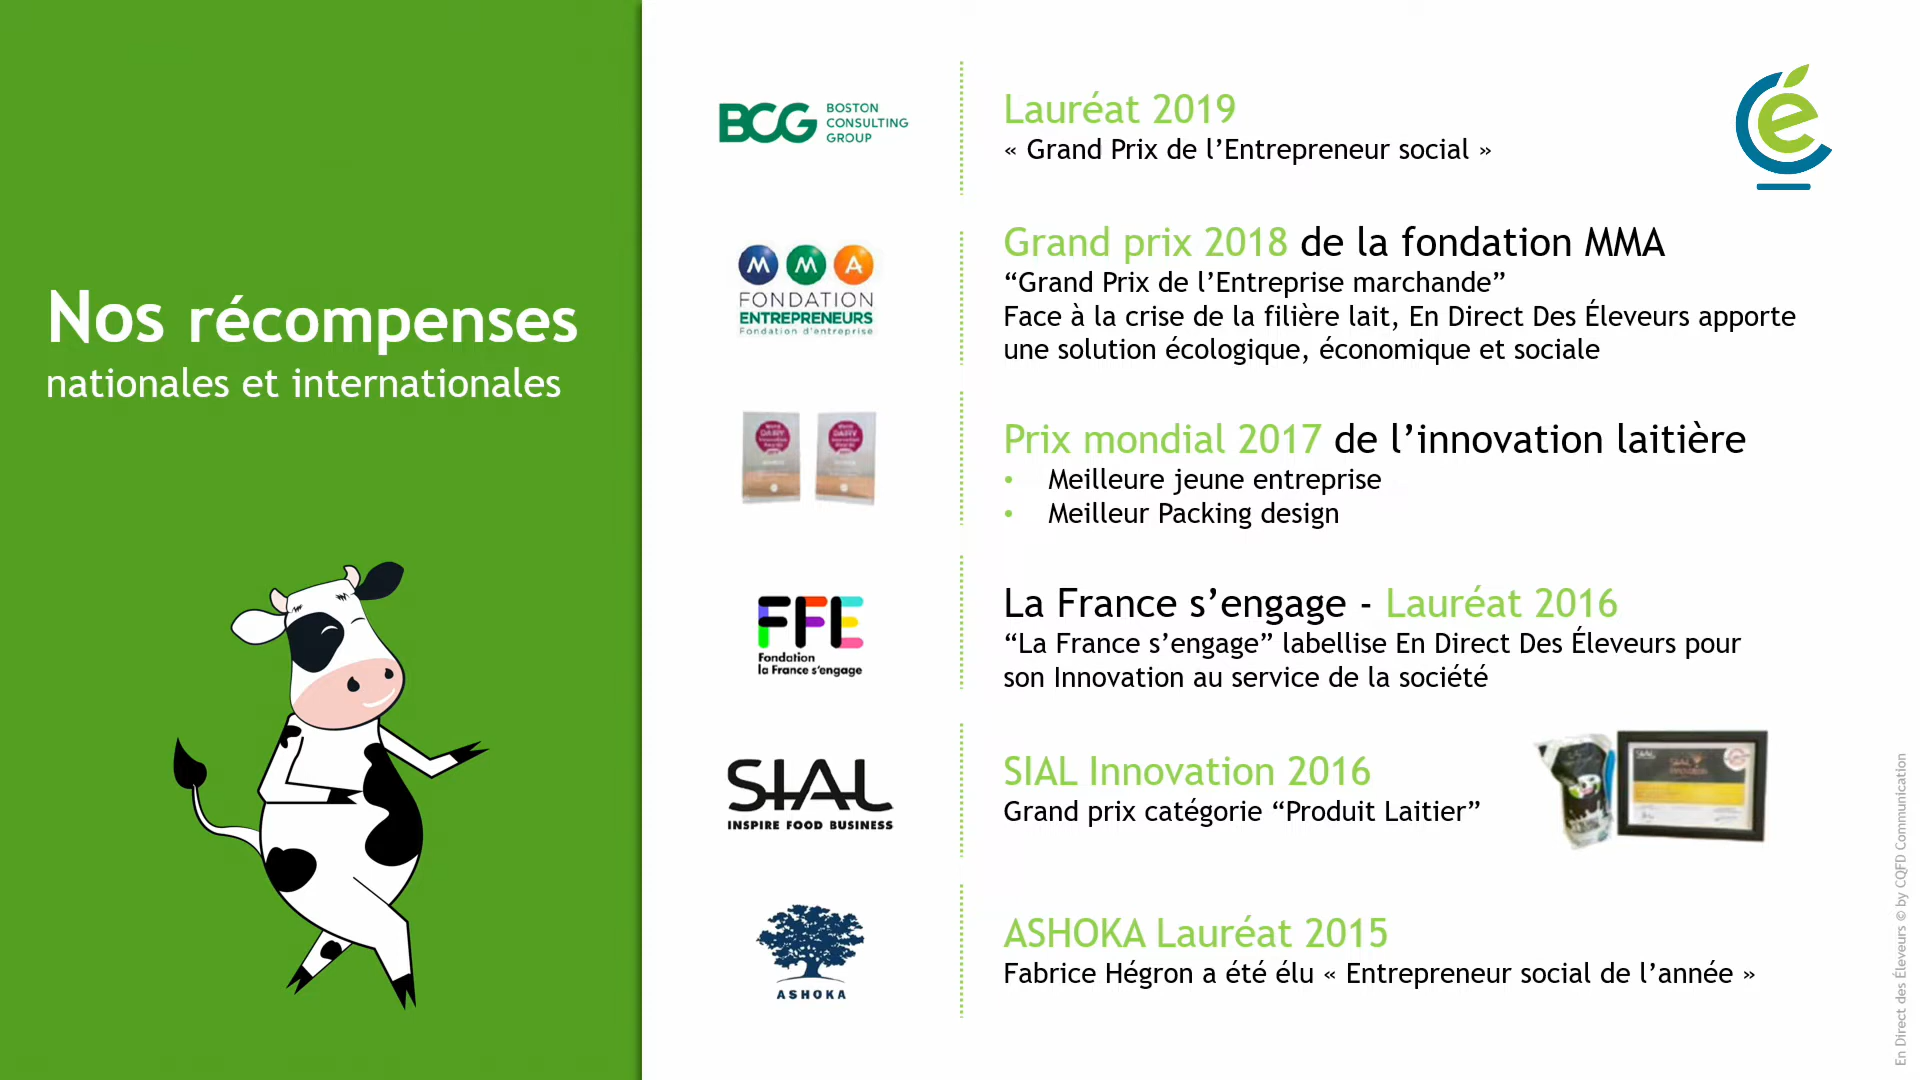 Nos récompenses
nationales et internationales
BCG
BOSTON
CONSULTING
GROUP
Lauréat 2019
« Grand Prix de l’Entrepreneur social »
é
MMA
FONDATION
ENTREPRENEURS
Fondation d'entreprise
Grand prix 2018 de la fondation MMA
“Grand Prix de l’Entreprise marchande”
Face à la crise de la filière lait, En Direct Des Éleveurs apporte
une solution écologique, économique et sociale
DAIRY
DAIRY
Prix mondial 2017 de l’innovation laitière
• Meilleure jeune entreprise
• Meilleur Packing design
FFE
Fondation
la France s'engage
La France s’engage - Lauréat 2016
“La France s’engage” labellise En Direct Des Éleveurs pour
son Innovation au service de la société
SIAL
INSPIRE FOOD BUSINESS
SIAL Innovation 2016
Grand prix catégorie “Produit Laitier”
SIAL
ASHOKA
ASHOKA Lauréat 2015
Fabrice Hégron a été élu « Entrepreneur social de l’année »
En Direct des Éleveurs © by CQFD Communication